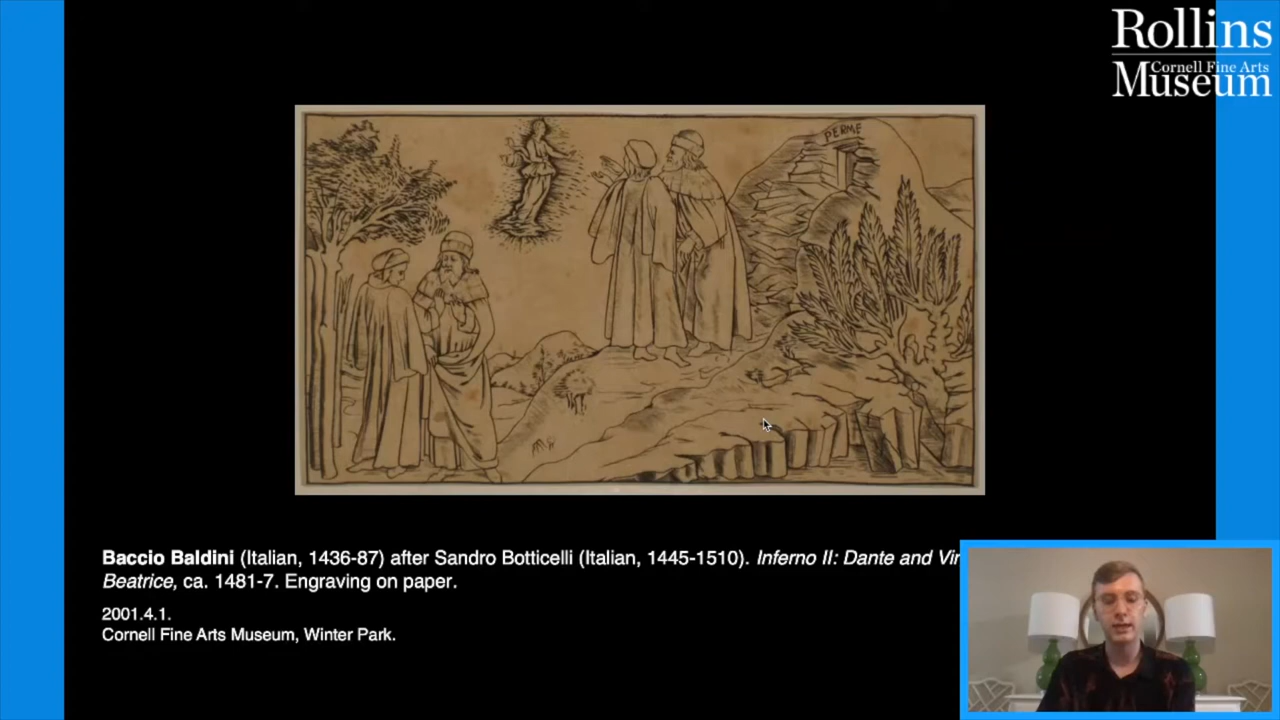 Rollins
Cornell Fine Arts
Museum
PERME
Baccio Baldini (Italian, 1436-87) after Sandro Botticelli (Italian, 1445-1510). Inferno II: Dante and
Beatrice, ca. 1481-7. Engraving on paper.
2001.4.1.
Cornell Fine Arts Museum, Winter Park.